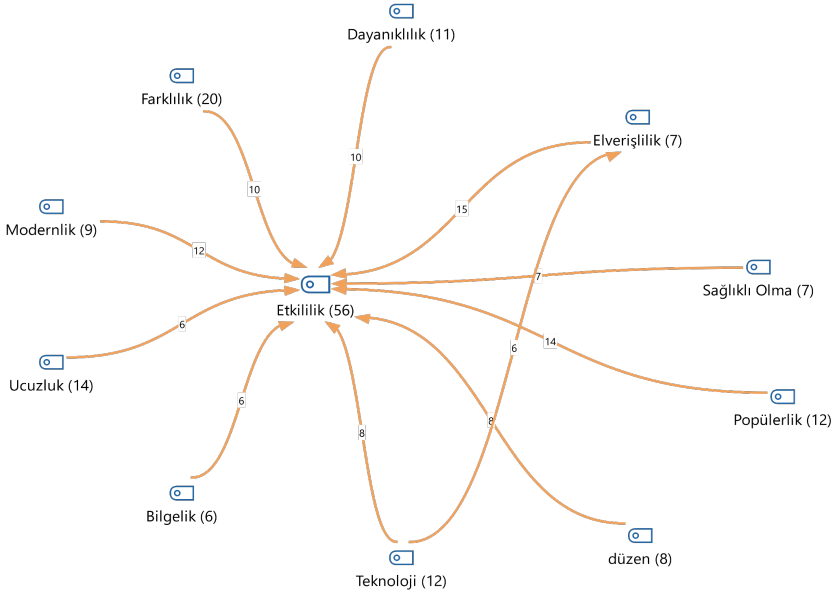 Dayanıklılık (11)
Farklılık (20)
Elverişlilik (7)
10
10
15
Modernlik (9)
12
7
Sağlıklı Olma (7)
Etkililik (56)
6
6
14
Ucuzluk (14)
6
8
8
Popülerlik (12)
Bilgelik (6)
düzen (8)
Teknoloji (12)